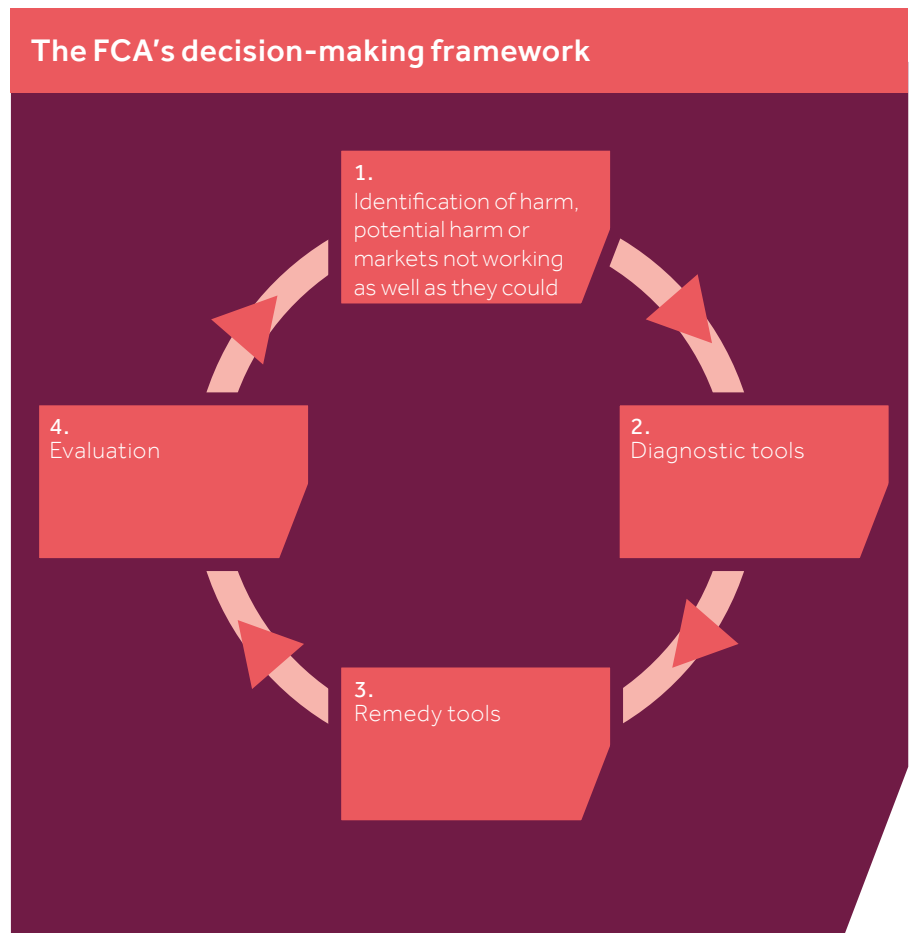 The FCA's decision-making framework
1.
Identification of harm,
potential harm or
markets not working
as well as they could
2.
Diagnostic tools
3.
Remedy tools
4.
Evaluation